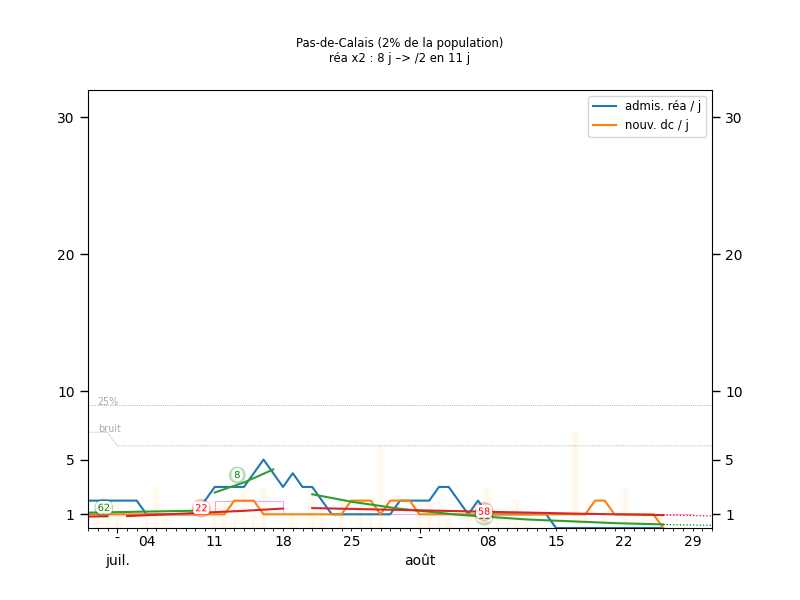 Pas-de-Calais (2% de la population)
réa x2 : 8 j –> /2 en 11 j
admis. réa / j
nouv. dc / j
30 30
20 20
10 10
25%
bruit
5 5
8
62 22 58
1 1
- 04 11 18 25 - 08 15 22 29
juil. août